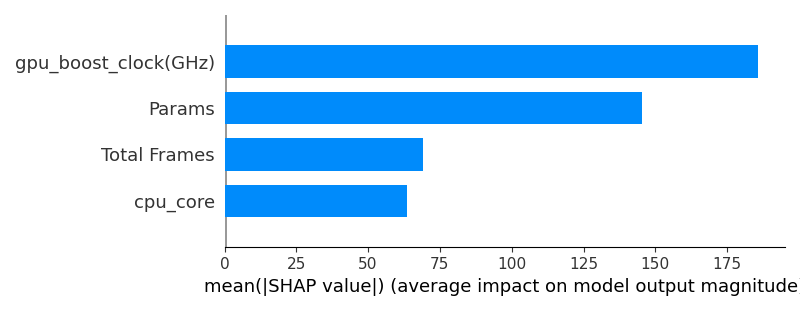 gpu_boost_clock(GHz)
Params
Total Frames
cpu_core
0 25 50 75 100 125 150 175
mean(|SHAP value|) (average impact on model output magnitude)